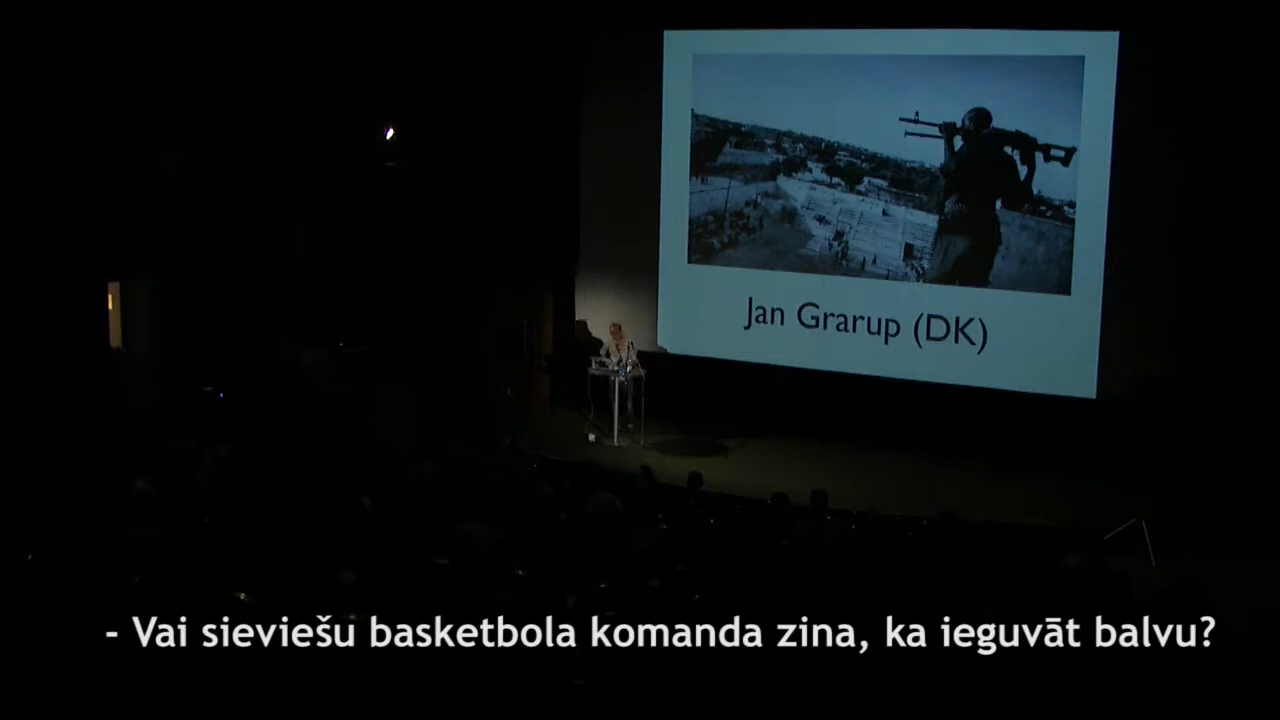 Jan Grarup (DK)
- Vai sieviešu basketbola komanda zina, ka ieguvāt balvu?